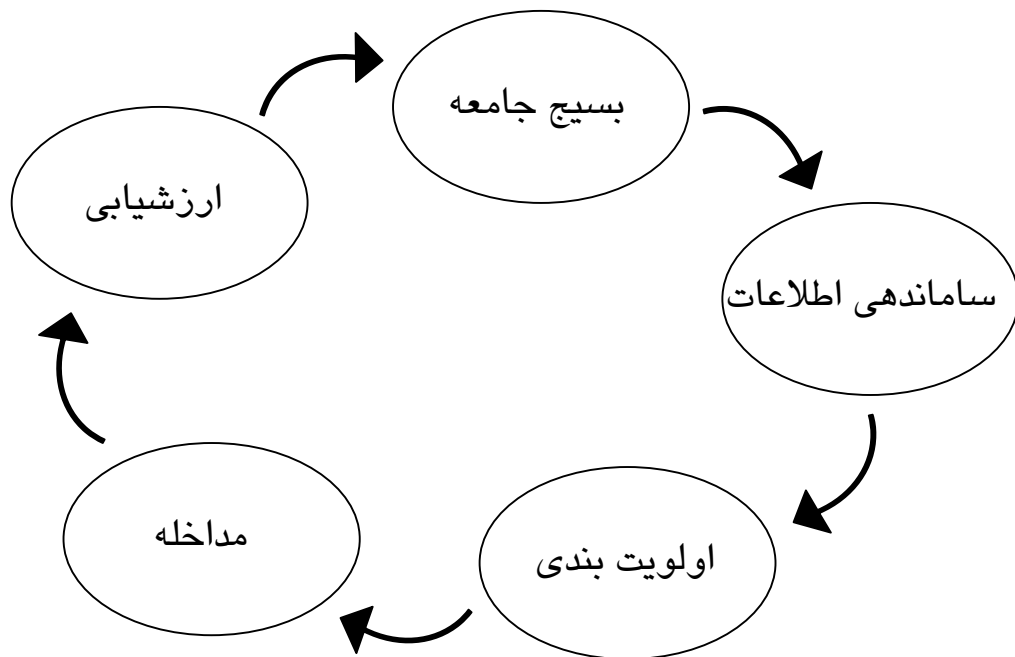 بسیج جامعه
ساماندهی اطلاعات
اولویت بندی
مداخله
ارزشیابی